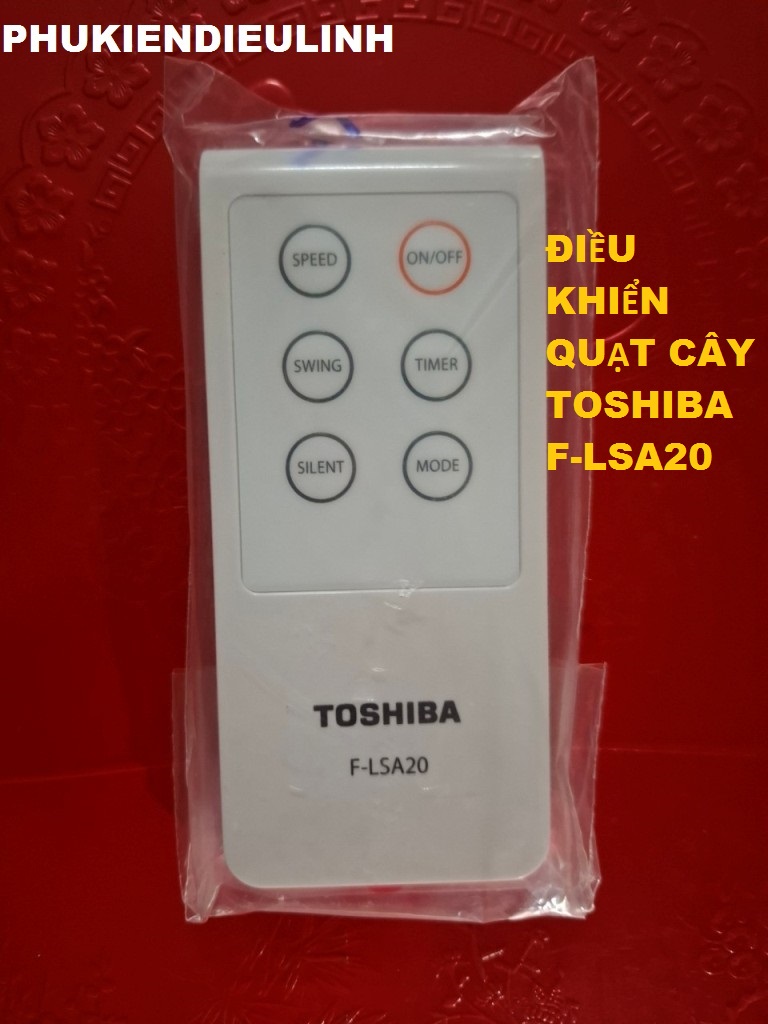 PHUKIENDIEULINH
SPEED
ON/OFF
SWING
TIMER
SILENT
MODE
ĐIỀU
KHIỂN
QUẠT CÂY
TOSHIBA
F-LSA20
TOSHIBA
F-LSA20